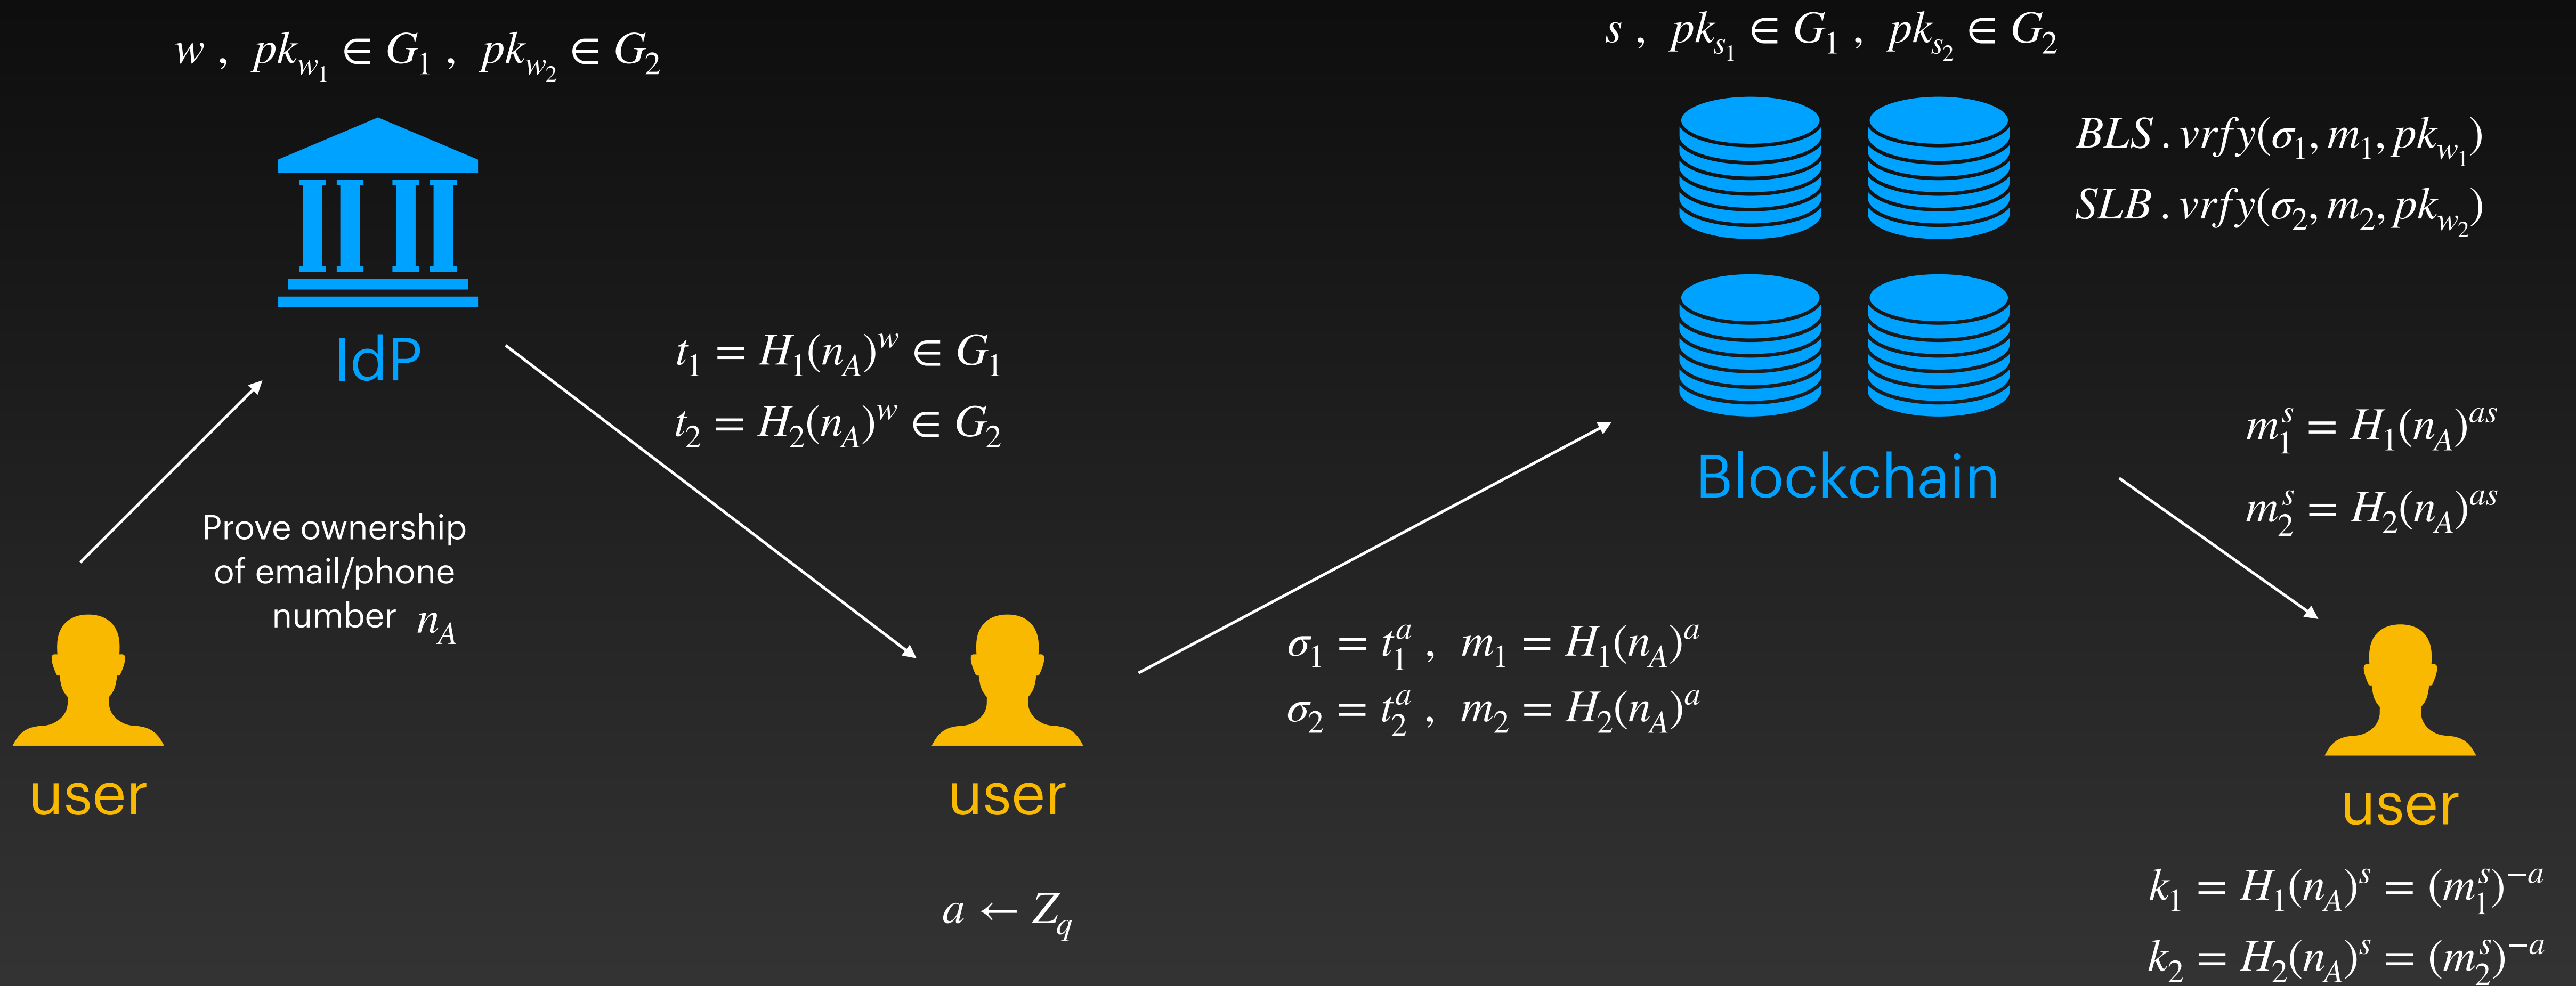 w , pk_{w_1} ∈ G_1 , pk_{w_2} ∈ G_2
IdP
Prove ownership
of email/phone
number n_A
user
t_1 = H_1(n_A)^w ∈ G_1
t_2 = H_2(n_A)^w ∈ G_2
user
a ← Z_q
σ_1 = t_1^a , m_1 = H_1(n_A)^a
σ_2 = t_2^a , m_2 = H_2(n_A)^a
s , pk_{s_1} ∈ G_1 , pk_{s_2} ∈ G_2
BLS . vrfy(σ_1, m_1, pk_{w_1})
SLB . vrfy(σ_2, m_2, pk_{w_2})
Blockchain
m_1^s = H_1(n_A)^{as}
m_2^s = H_2(n_A)^{as}
user
k_1 = H_1(n_A)^s = (m_1^s)^{-a}
k_2 = H_2(n_A)^s = (m_2^s)^{-a}